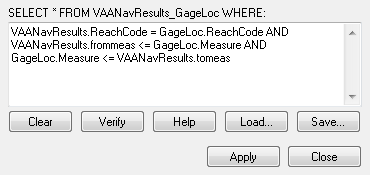 SELECT * FROM VAANavResults_GageLoc WHERE:
VAANavResults.ReachCode = GageLoc.ReachCode AND
VAANavResults.frommeas <= GageLoc.Measure AND
GageLoc.Measure <= VAANavResults.tomeas
Clear Verify Help Load... Save...
Apply Close